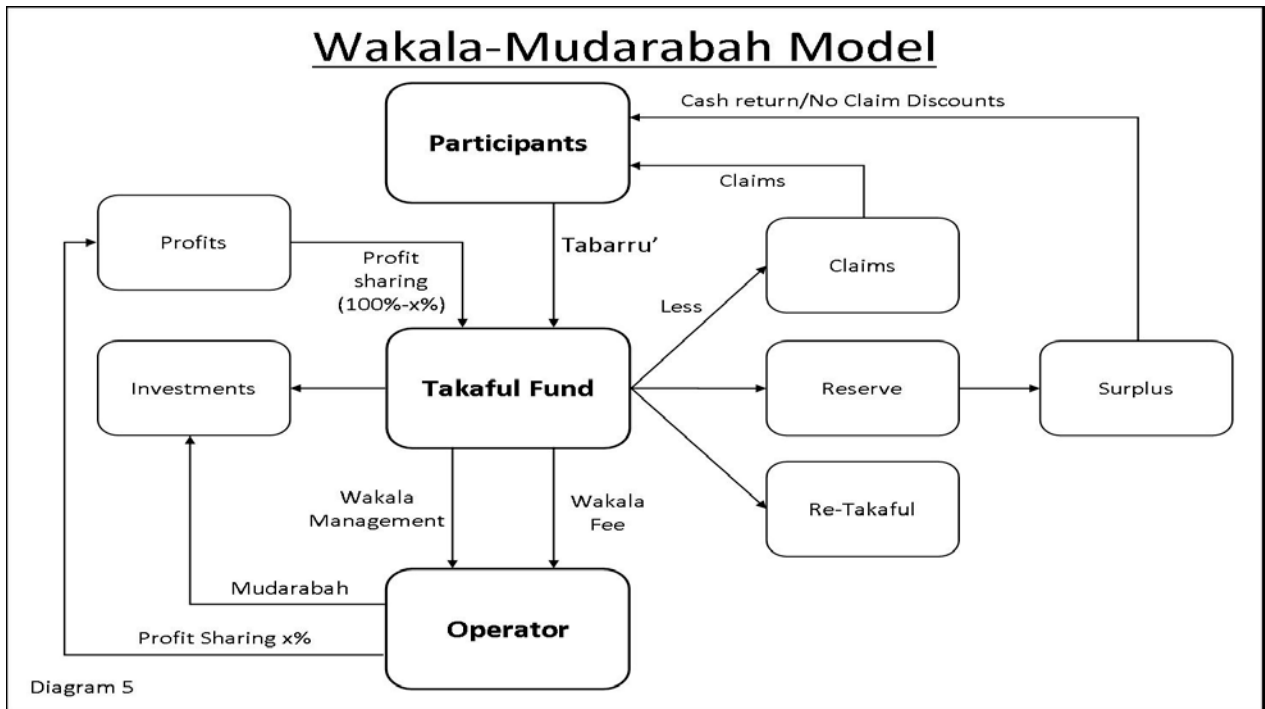 Wakala-Mudarabah Model
Cash return/No Claim Discounts
Participants
Claims
Profits
Tabarru’
Claims
Profit
sharing
(100%-x%)
Less
Investments
Takaful Fund
Reserve
Surplus
Wakala
Management
Wakala
Fee
Re-Takaful
Mudarabah
Operator
Profit Sharing x%
Diagram 5